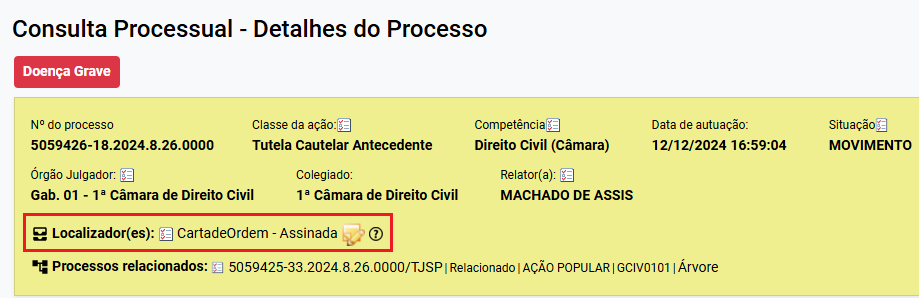 Consulta Processual - Detalhes do Processo
Doença Grave
Nº do processo Classe da ação: Competência Data de autuação: Situação
5059426-18.2024.8.26.0000 Tutela Cautelar Antecedente Direito Civil (Câmara) 12/12/2024 16:59:04 MOVIMENTO
Órgão Julgador: Colegiado: Relator(a):
Gab. 01 - 1ª Câmara de Direito Civil 1ª Câmara de Direito Civil MACHADO DE ASSIS
Localizador(es): CartadeOrdem - Assinada ?
Processos relacionados: 5059425-33.2024.8.26.0000/TJSP | Relacionado | AÇÃO POPULAR | GCIV0101 | Árvore